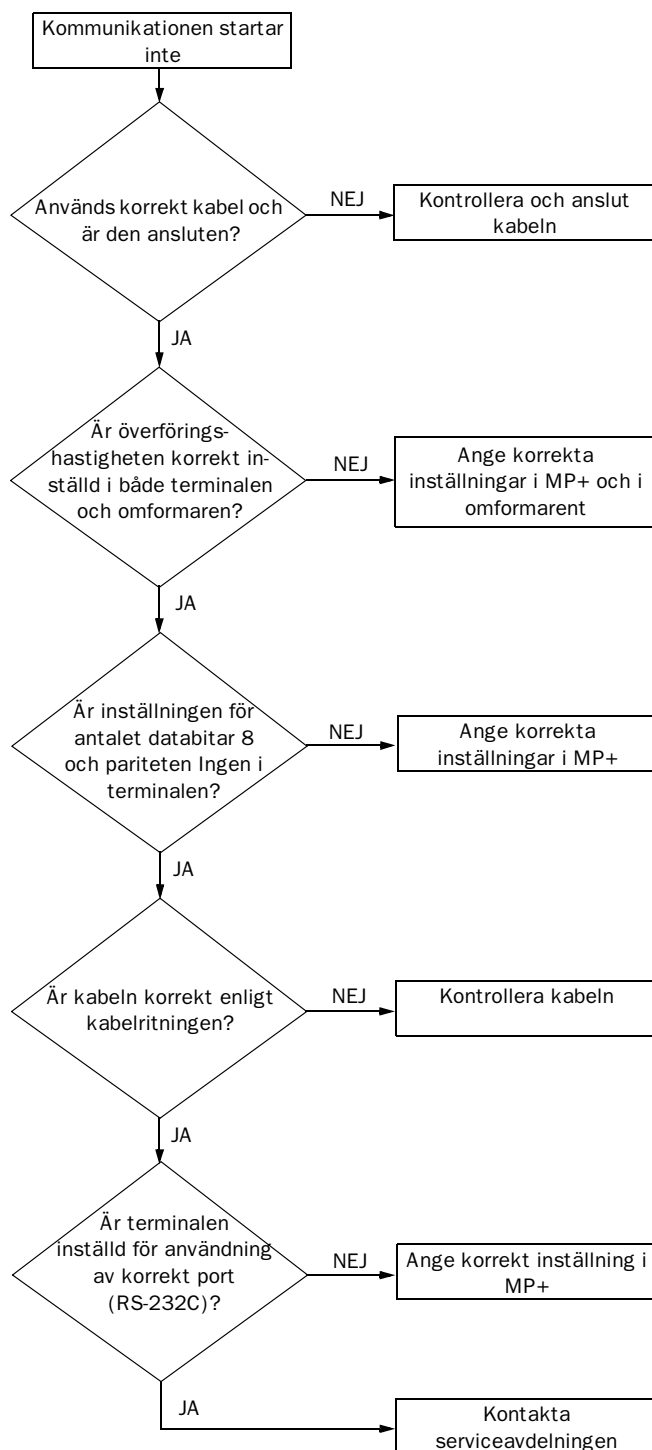 Kommunikationen startar
inte
Används korrekt kabel och
är den ansluten?
NEJ
Kontrollera och anslut
kabeln
JA
Är överförings-
hastigheten korrekt in-
ställd i både terminalen
och omformaren?
NEJ
Ange korrekta
inställningar i MP+ och i
omformarent
JA
Är inställningen för
antalet databitar 8
och pariteten Ingen i
terminalen?
NEJ
Ange korrekta
inställningar i MP+
JA
Är kabeln korrekt enligt
kabelritningen?
NEJ
Kontrollera kabeln
JA
Är terminalen
inställd för användning
av korrekt port
(RS-232C)?
NEJ
Ange korrekt inställning i
MP+
JA
Kontakta
serviceavdelningen